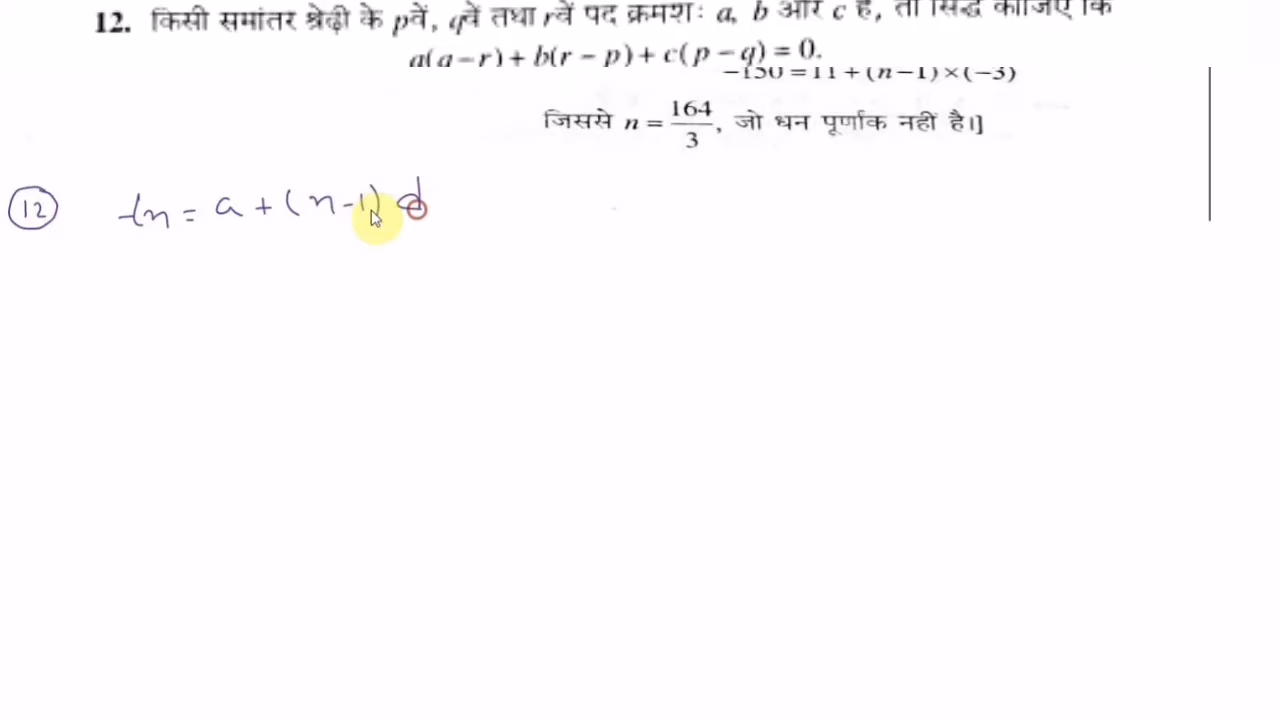 12. किसी समांतर श्रेढ़ी के pवें, qवें तथा rवें पद क्रमशः a, b और c हैं, तो सिद्ध कीजिए कि
a(q – r) + b(r – p) + c(p – q) = 0.
–150 = 11 + (n – 1) × (–3)
जिससे n = 164/3, जो धन पूर्णांक नहीं है।]
12 tn = a + (n-1) d